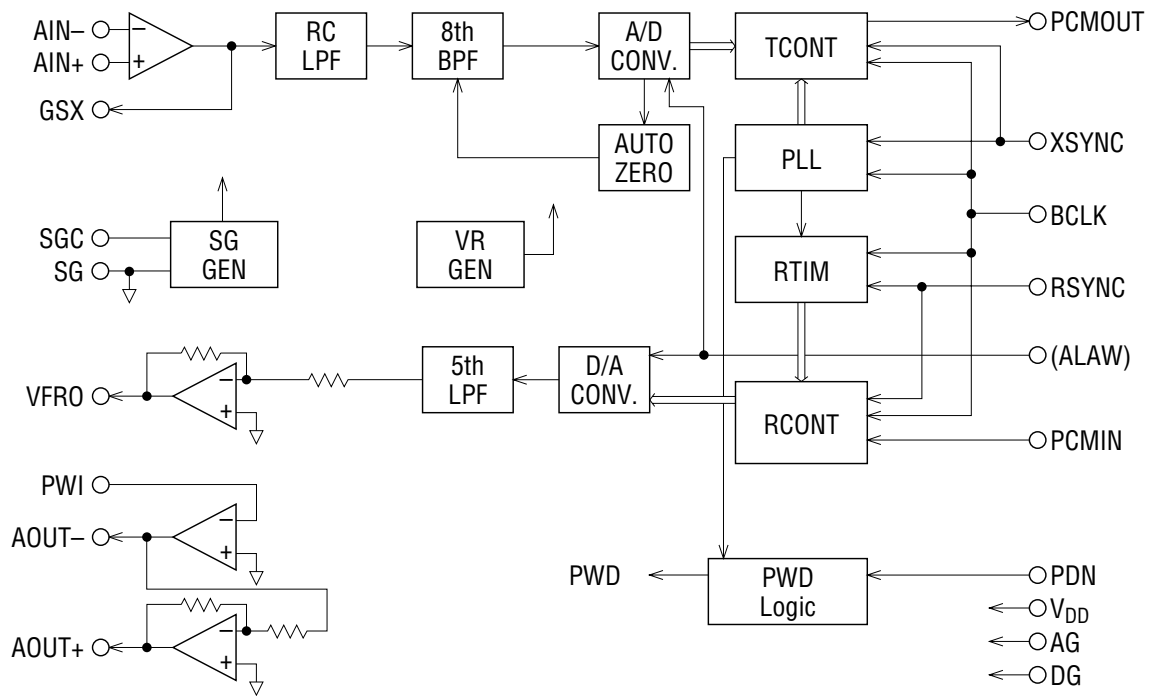 AIN–
AIN+
GSX
–
+
RC
LPF
8th
BPF
A/D
CONV.
TCONT
PCMOUT
AUTO
ZERO
PLL
XSYNC
BCLK
SGC
SG
SG
GEN
VR
GEN
RTIM
RSYNC
(ALAW)
VFRO
–
+
5th
LPF
D/A
CONV.
RCONT
PCMIN
PWI
AOUT–
–
+
AOUT+
–
+
PWD
PWD
Logic
PDN
VDD
AG
DG